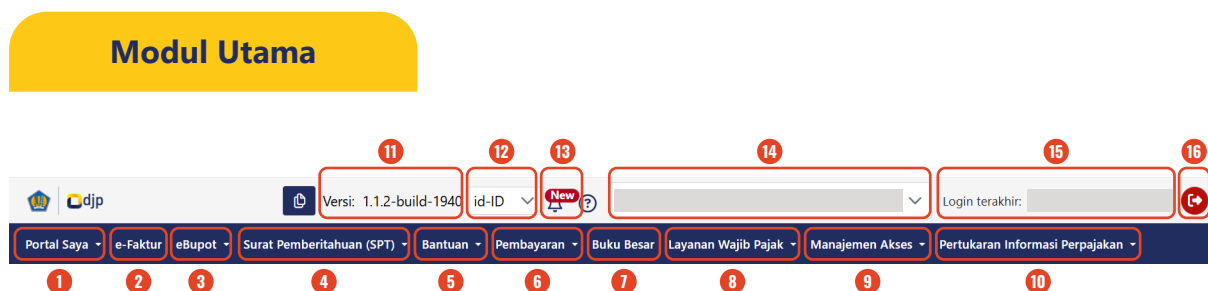 Modul Utama
11 12 13 14 15 16
djp Versi: 1.1.2-build-1940 id-ID New ? Login terakhir:
Portal Saya e-Faktur eBupot Surat Pemberitahuan (SPT) Bantuan Pembayaran Buku Besar Layanan Wajib Pajak Manajemen Akses Pertukaran Informasi Perpajakan
1 2 3 4 5 6 7 8 9 10